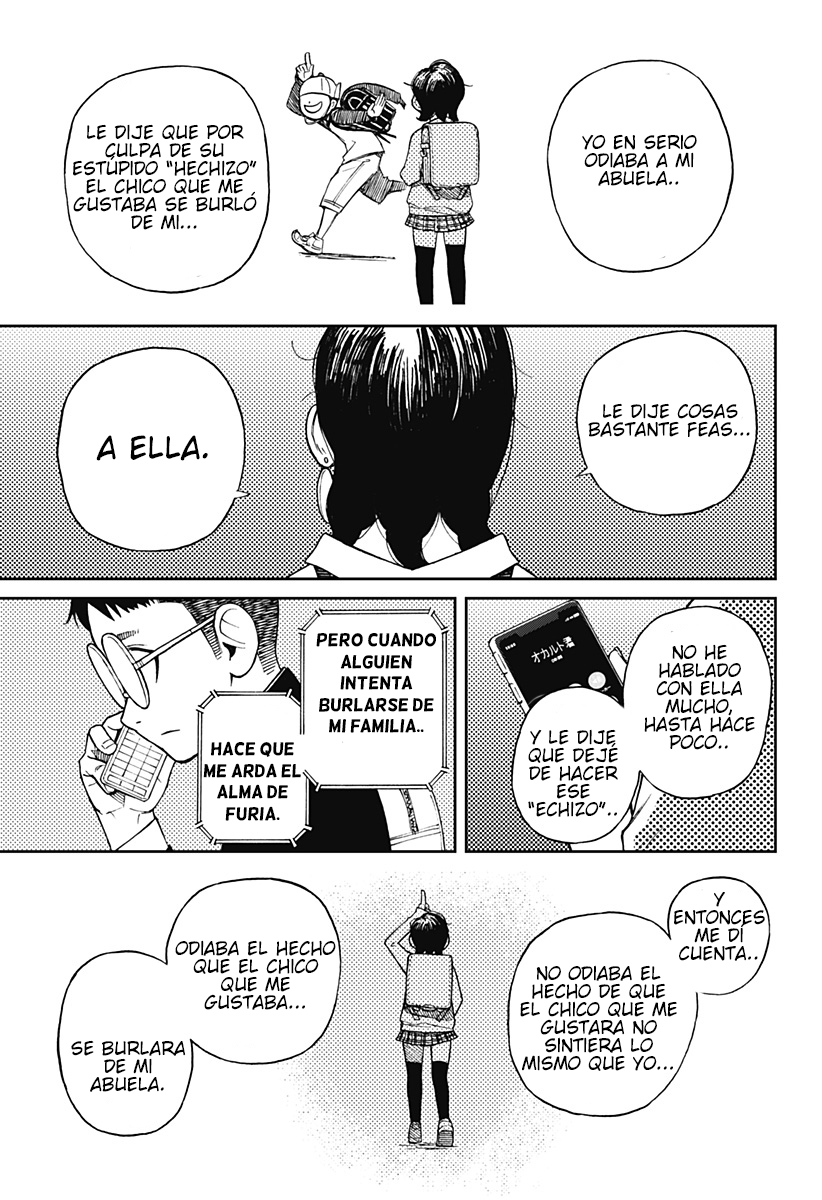 YO EN SERIO
ODIABA A MI
ABUELA..
LE DIJE QUE POR
CULPA DE SU
ESTÚPIDO "HECHIZO"
EL CHICO QUE ME
GUSTABA SE BURLÓ
DE MI...
LE DIJE COSAS
BASTANTE FEAS...
A ELLA.
NO HE
HABLADO
CON ELLA
MUCHO,
HASTA HACE
POCO..
オカルト
Y LE DIJE
QUE DEJÉ
DE HACER
ESE
"ECHIZO"..
PERO CUANDO
ALGUIEN
INTENTA
BURLARSE DE
MI FAMILIA..
HACE QUE
ME ARDA EL
ALMA DE
FURIA.
Y
ENTONCES
ME DI
CUENTA..
NO ODIABA EL
HECHO DE QUE
EL CHICO QUE ME
GUSTARA NO
SINTIERA LO
MISMO QUE YO...
ODIABA EL HECHO
QUE EL CHICO
QUE ME
GUSTABA...
SE BURLARA
DE MI
ABUELA.